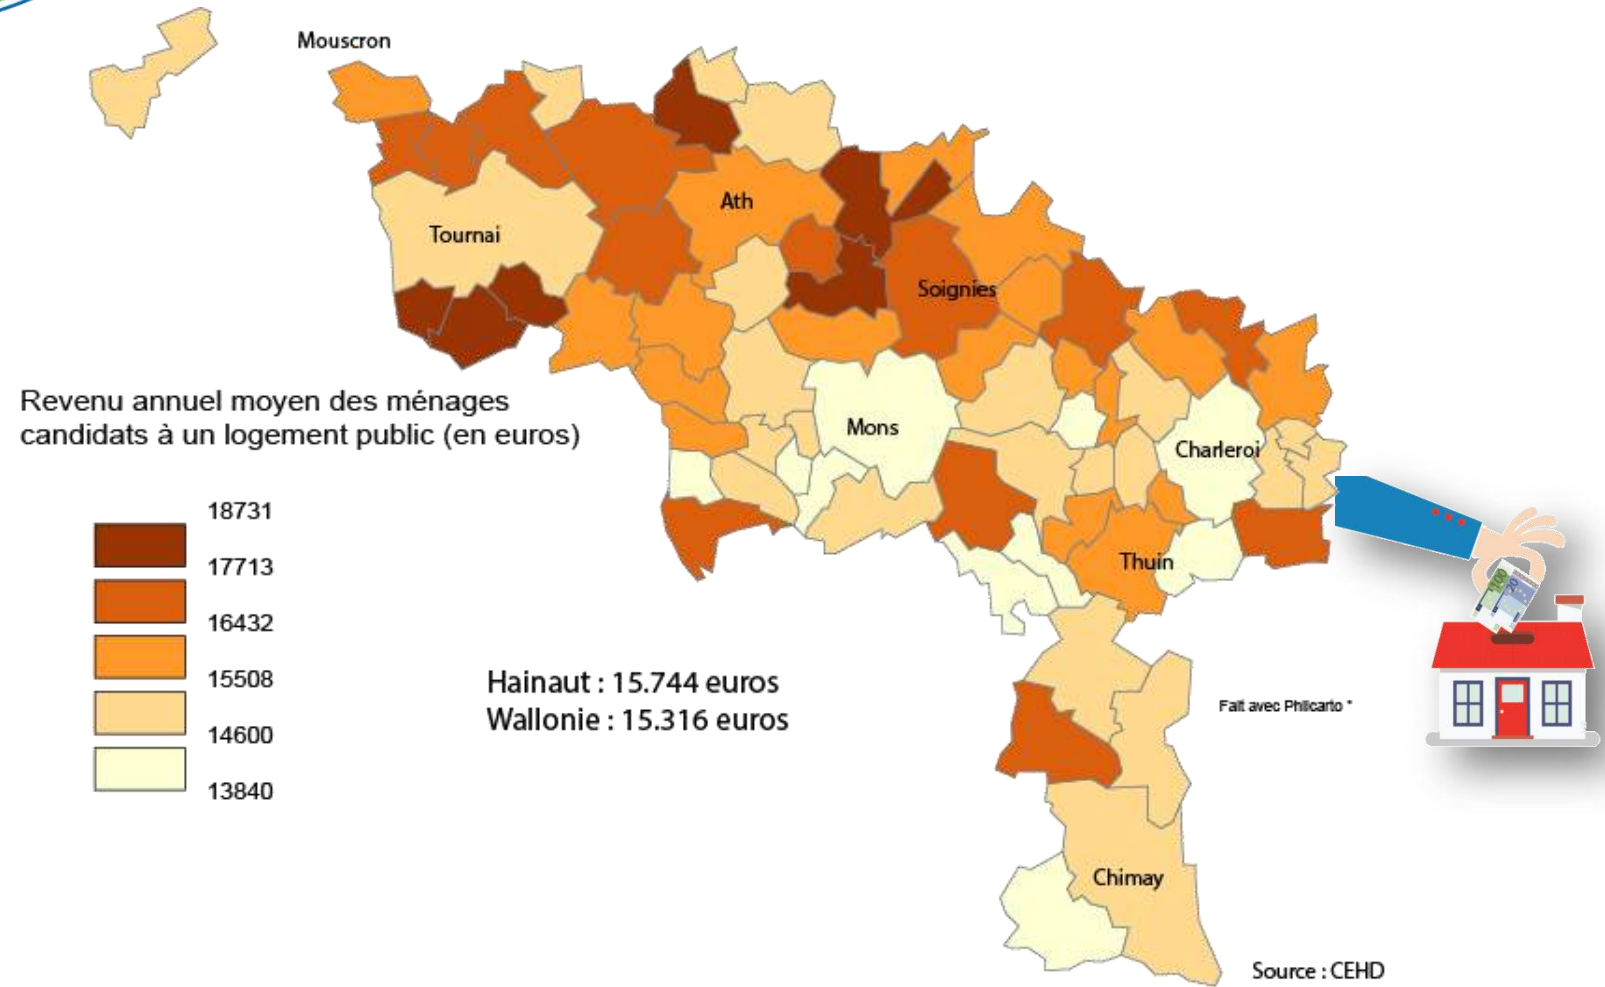 Mouscron
Ath
Tournai
Soignies
Revenu annuel moyen des ménages
candidats à un logement public (en euros)
Mons
Charleroi
18731
17713
16432
15508
14600
13840
Thuin
Hainaut : 15.744 euros
Wallonie : 15.316 euros
Fait avec Philcarto *
Chimay
Source : CEHD
100
20